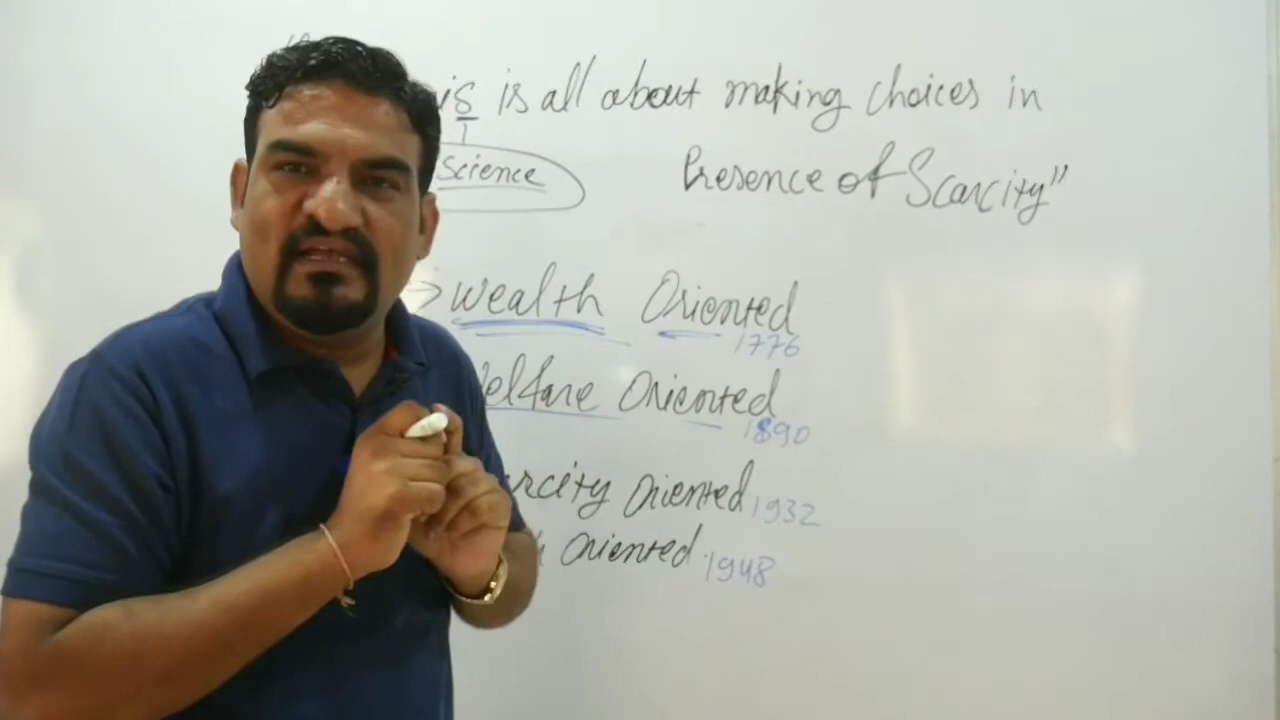 is is all about making choices in
Science
Presence of Scarcity"
> Wealth Oriented
1776
elfare Oriented
1890
rcity Oriented 1932
Oriented 1948